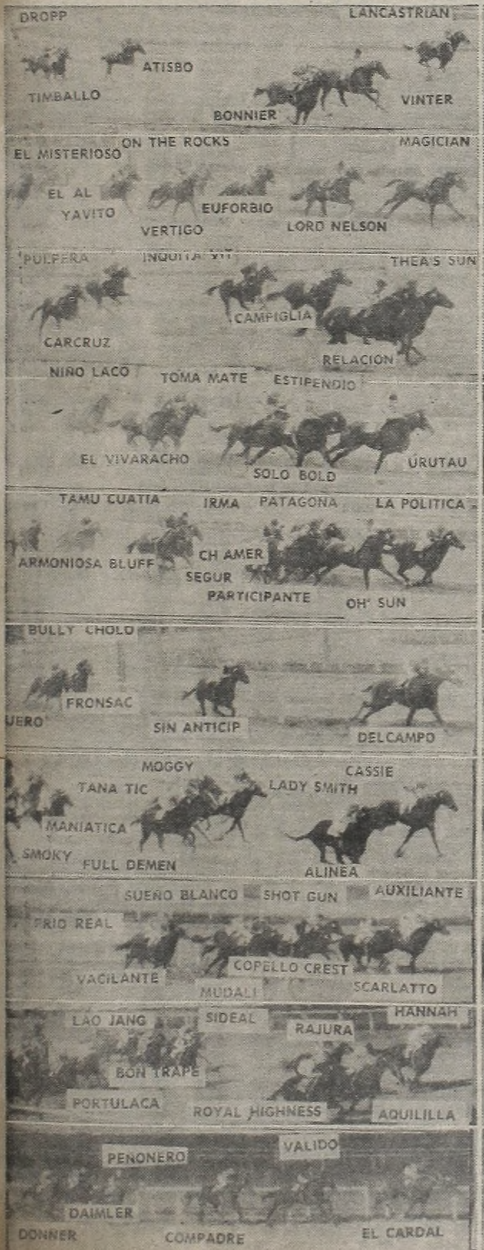 DROPP LANCASTRIAN
ATISBO
TIMBALLO VINTER
BONNIER
ON THE ROCKS MAGICIAN
EL MISTERIOSO
EL AL
YAVITO EUFORBIO
VERTIGO LORD NELSON
PULPERA THEA'S SUN
CAMPIGLIA
CARCRUZ
RELACION
NIÑO LACO TOMA MATE ESTIPENDIO
EL VIVARACHO URUTAU
SOLO BOLD
TAMU CUATIA IRMA PATAGONA LA POLITICA
CH AMER
ARMONIOSA BLUFF
SEGUR
PARTICIPANTE OH' SUN
BULLY CHOLO
FRONSAC
UERO SIN ANTICIP
DELCAMPO
MOGGY CASSIE
TANA TIC LADY SMITH
MANIATICA
SMOKY FULL DEMEN
ALINEA
SUEÑO BLANCO SHOT GUN AUXILIANTE
FRIO REAL
COPELLO CREST
VACILANTE
MUDALI SCARLATTO
LAO JANG SIDEAL HANNAH
RAJURA
BON TRAPE
PORTULACA ROYAL HIGHNESS AQUILILLA
PEÑONERO VALIDO
DAIMLER
DONNER COMPADRE EL CARDAL